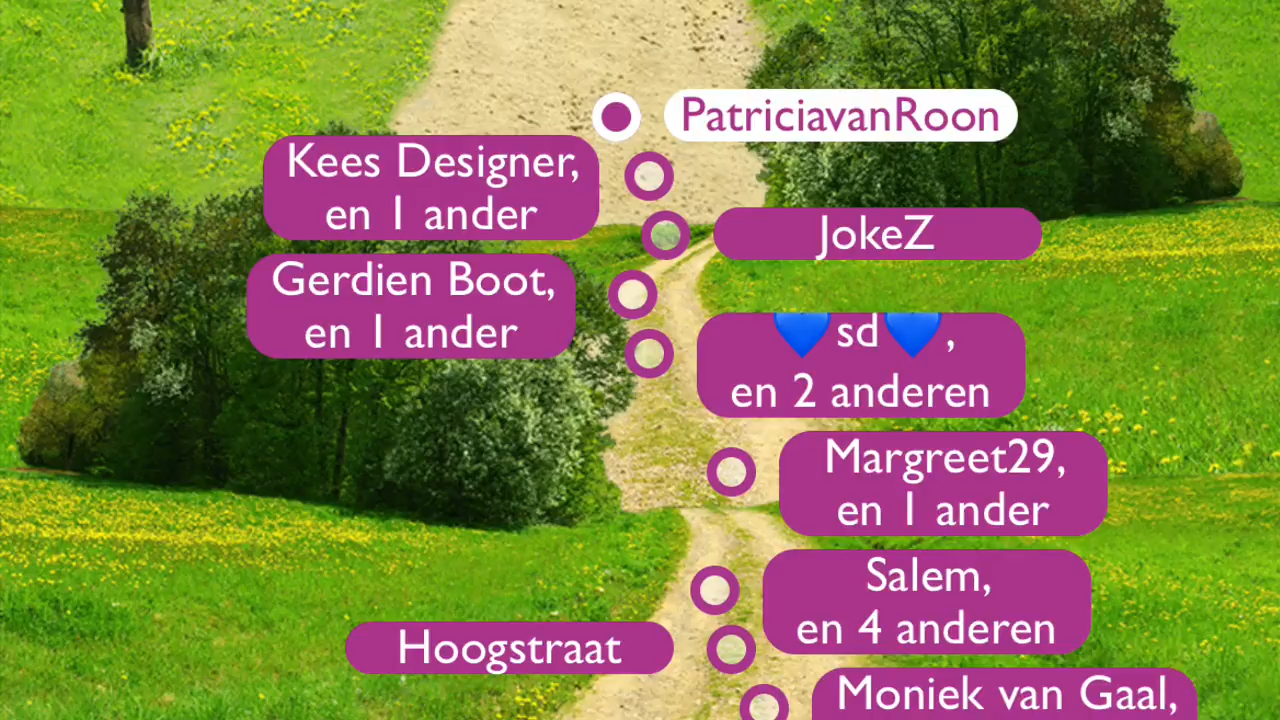 PatriciavanRoon
Kees Designer,
en 1 ander
JokeZ
Gerdien Boot,
en 1 ander
💙sd💙,
en 2 anderen
Margreet29,
en 1 ander
Salem,
en 4 anderen
Hoogstraat
Moniek van Gaal,